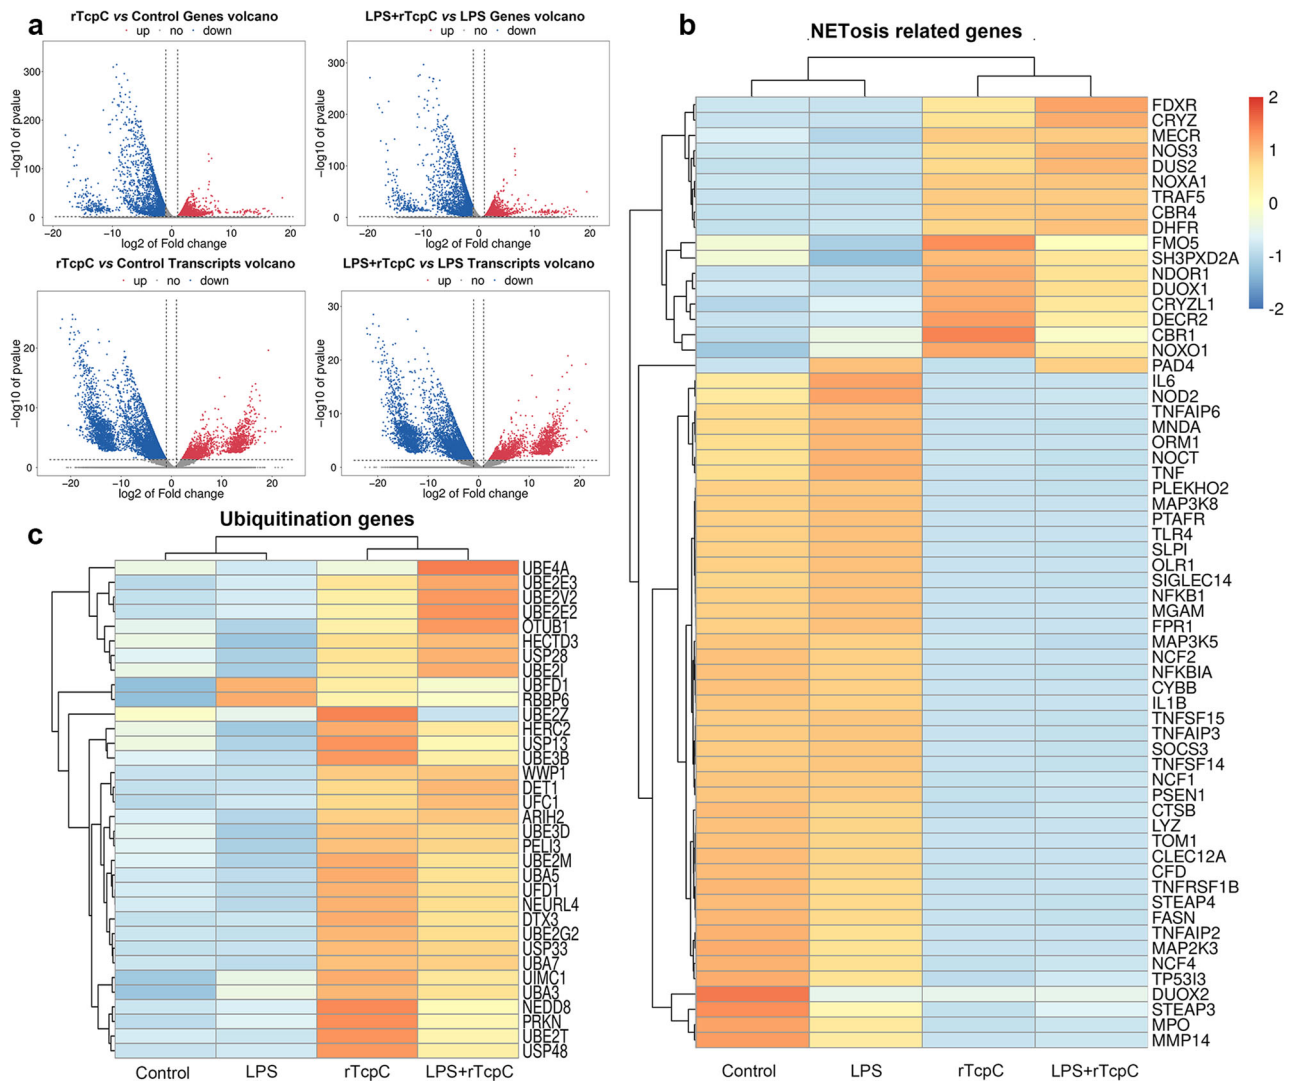 a
rTcpC vs Control Genes volcano
up no down
−log10 of pvalue
300
200
100
0
−20 −10 0 10 20
log2 of Fold change
LPS+rTcpC vs LPS Genes volcano
up no down
−log10 of pvalue
300
200
100
0
−20 −10 0 10 20
log2 of Fold change
rTcpC vs Control Transcripts volcano
up no down
−log10 of pvalue
20
10
0
−20 −10 0 10 20
log2 of Fold change
LPS+rTcpC vs LPS Transcripts volcano
up no down
−log10 of pvalue
30
20
10
0
−20 −10 0 10 20
log2 of Fold change
b
NETosis related genes
FDXR
CRYZ
MECR
NOS3
DUS2
NOXA1
TRAF5
CBR4
DHFR
FMO5
SH3PXD2A
NDOR1
DUOX1
CRYZL1
DECR2
CBR1
NOXO1
PAD4
IL6
NOD2
TNFAIP6
MNDA
ORM1
NOCT
TNF
PLEKHO2
MAP3K8
PTAFR
TLR4
SLPI
OLR1
SIGLEC14
NFKB1
MGAM
FPR1
MAP3K5
NCF2
NFKBIA
CYBB
IL1B
TNFSF15
TNFAIP3
SOCS3
TNFSF14
NCF1
PSEN1
CTSB
LYZ
TOM1
CLEC12A
CFD
TNFRSF1B
STEAP4
FASN
TNFAIP2
MAP2K3
NCF4
TP53I3
DUOX2
STEAP3
MPO
MMP14
Control LPS rTcpC LPS+rTcpC
2
1
0
-1
-2
c
Ubiquitination genes
UBE4A
UBE2E3
UBE2V2
UBE2E2
OTUB1
HECTD3
USP28
UBE2I
UBFD1
RBBP6
UBE2Z
HERC2
USP13
UBE3B
WWP1
DET1
UFC1
ARIH2
UBE3D
PELI3
UBE2M
UBA5
UFD1
NEURL4
DTX3
UBE2G2
USP33
UBA7
UIMC1
UBA3
NEDD8
PRKN
UBE2T
USP48
Control LPS rTcpC LPS+rTcpC